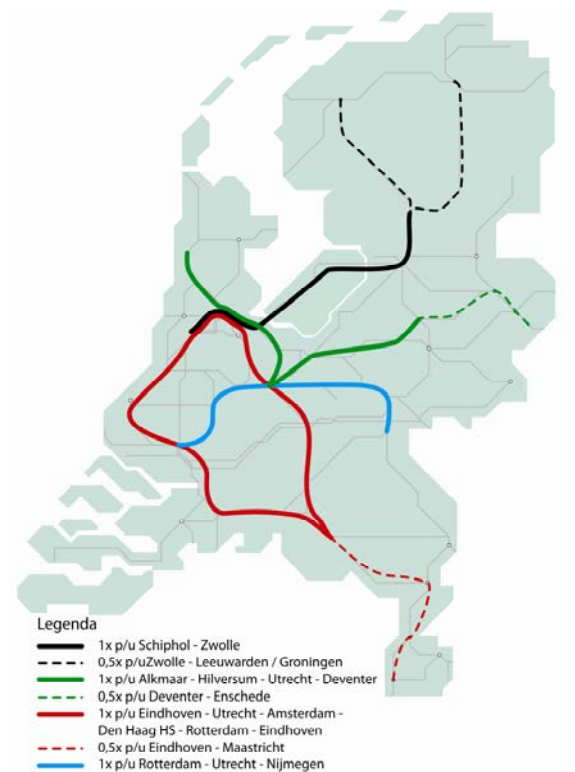 Legenda
1x p/u Schiphol - Zwolle
0,5x p/uZwolle - Leeuwarden / Groningen
1x p/u Alkmaar - Hilversum - Utrecht - Deventer
0,5x p/u Deventer - Enschede
1x p/u Eindhoven - Utrecht - Amsterdam -
Den Haag HS - Rotterdam - Eindhoven
0,5x p/u Eindhoven - Maastricht
1x p/u Rotterdam - Utrecht - Nijmegen